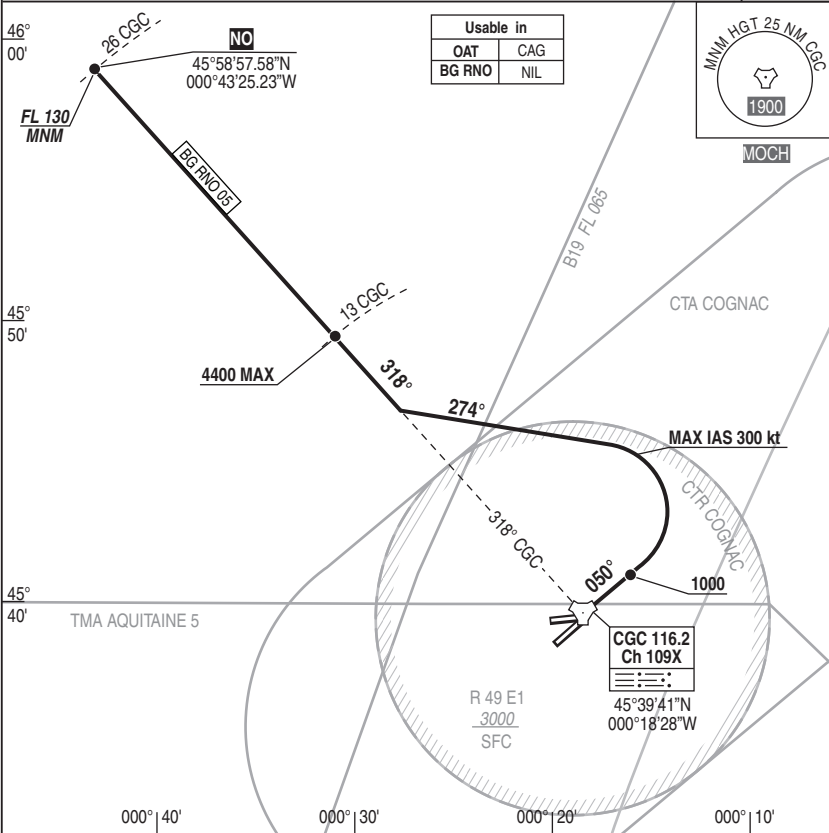 46°
00'
26 CGC
NO
45°58'57.58"N
000°43'25.23"W
FL 130
MNM
Usable in
OAT CAG
BG RNO NIL
MNM HGT 25 NM CGC
1900
MOCH
BG RNO 05
B19 FL 065
CTA COGNAC
45°
50'
13 CGC
4400 MAX
318°
274°
MAX IAS 300 kt
CTR COGNAC
318° CGC
050°
1000
45°
40'
TMA AQUITAINE 5
CGC 116.2
Ch 109X
45°39'41"N
000°18'28"W
R 49 E1
3000
SFC
000° 40'
000° 30'
000° 20'
000° 10'